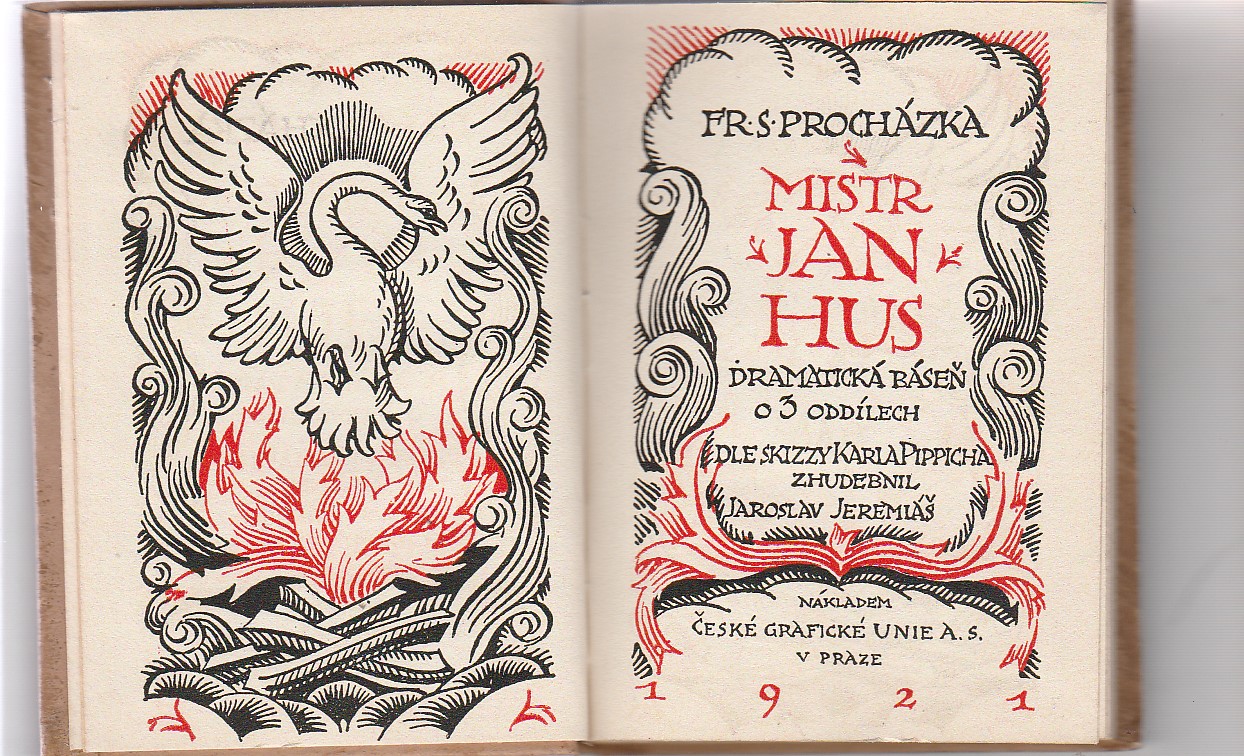 FR·S·PROCHÁZKA
MISTR
JAN
HUS
DRAMATICKÁ BÁSEŇ
O 3 ODDÍLECH
DLE SKIZZY KARLA PIPPICHA
ZHUDEBNIL
JAROSLAV JEREMIÁŠ
NÁKLADEM
ČESKÉ GRAFICKÉ UNIE A. S.
V PRAZE
1921